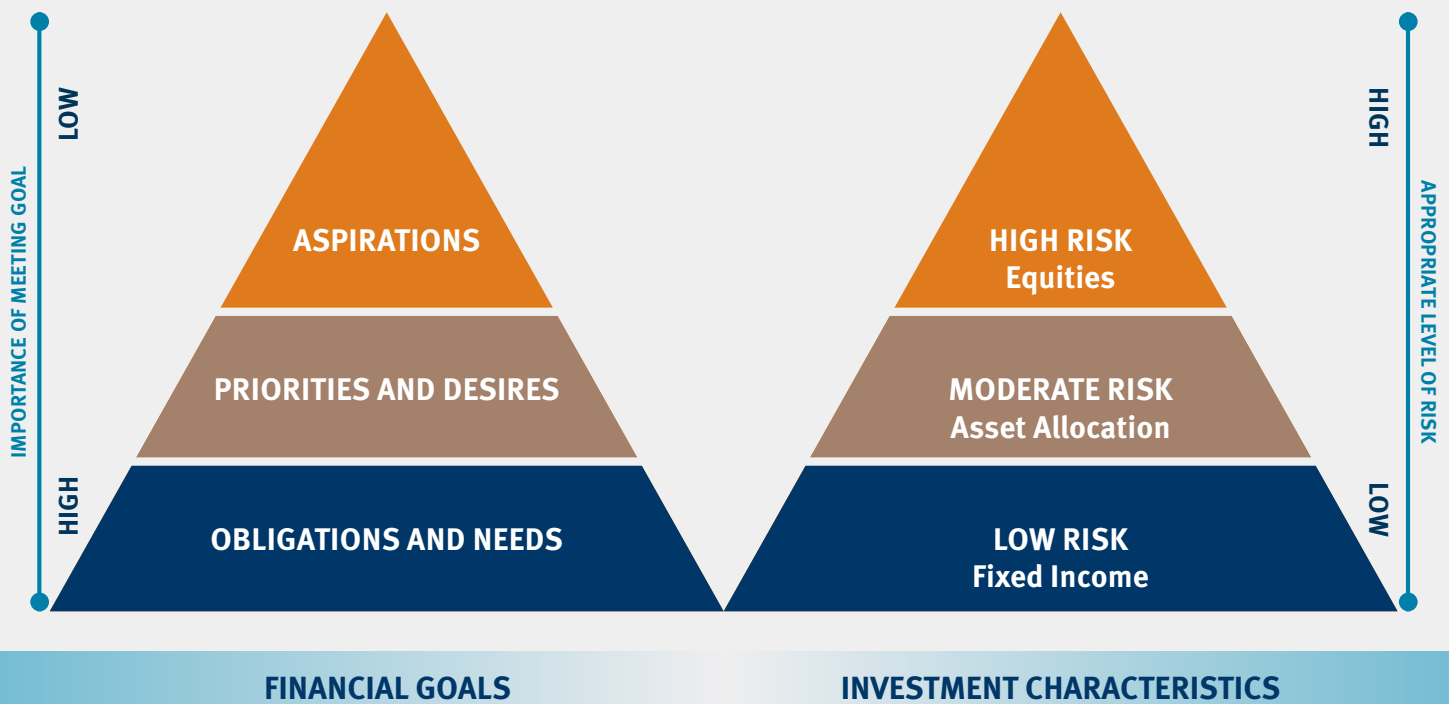 LOW
IMPORTANCE OF MEETING GOAL
HIGH
ASPIRATIONS
PRIORITIES AND DESIRES
OBLIGATIONS AND NEEDS
HIGH RISK
Equities
MODERATE RISK
Asset Allocation
LOW RISK
Fixed Income
HIGH
APPROPRIATE LEVEL OF RISK
LOW
FINANCIAL GOALS
INVESTMENT CHARACTERISTICS